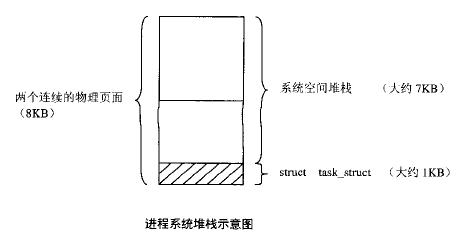 两个连续的物理页面
（8KB）
系统空间堆栈 （大约 7KB）
struct task_struct （大约 1KB）
进程系统堆栈示意图